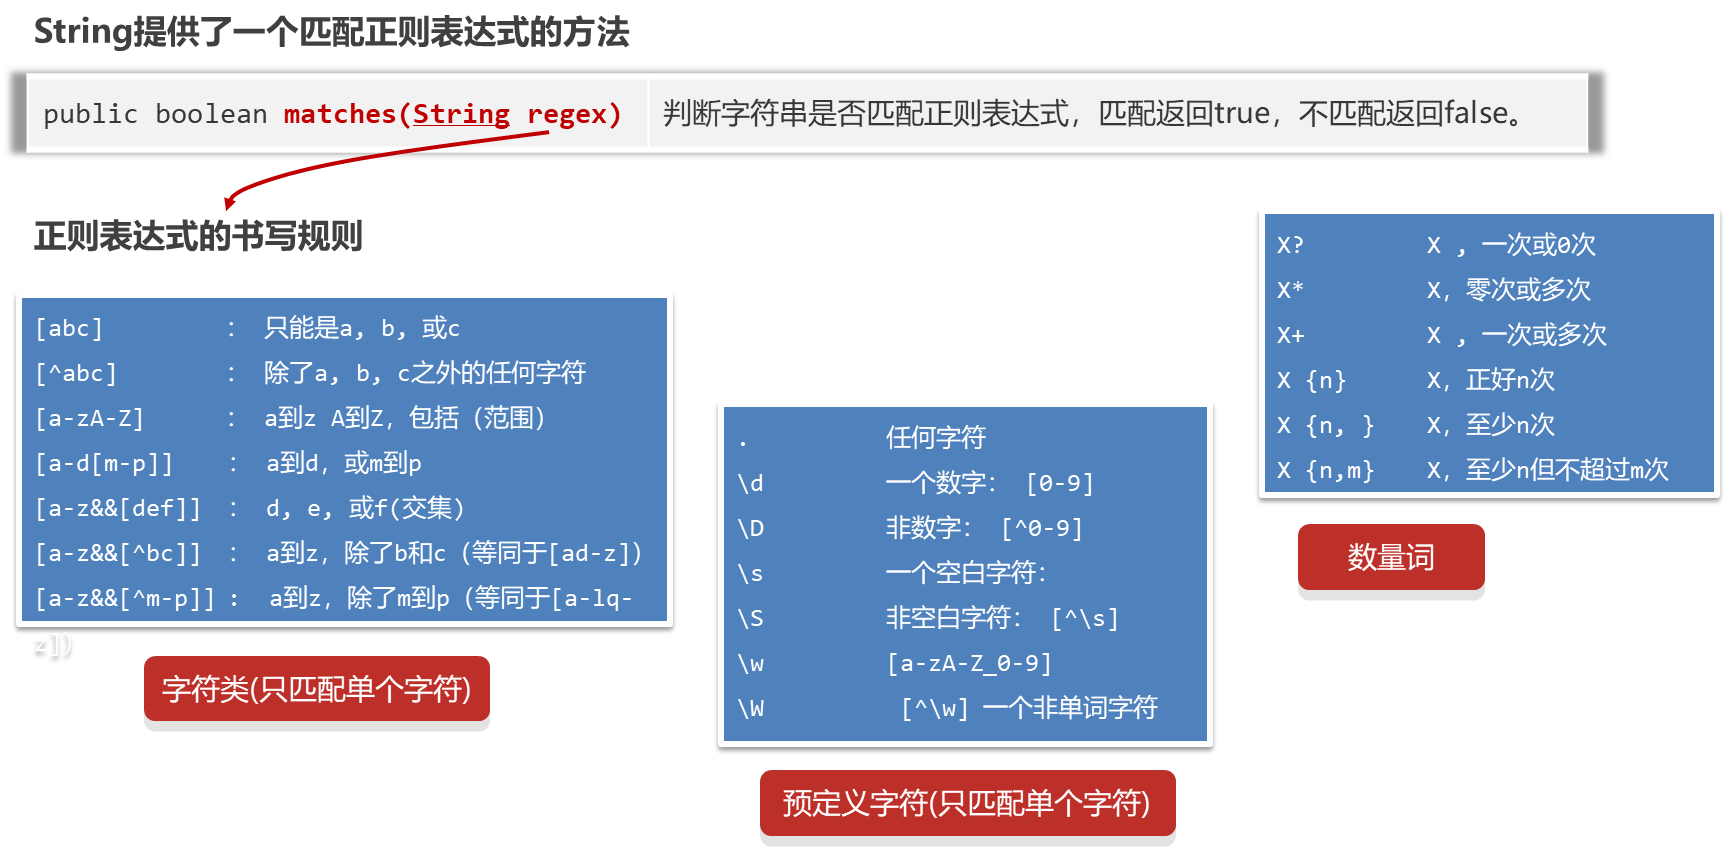 String提供了一个匹配正则表达式的方法
public boolean matches(String regex) 判断字符串是否匹配正则表达式，匹配返回true，不匹配返回false。
正则表达式的书写规则
[abc] ： 只能是a, b, 或c
[^abc] ： 除了a, b, c之外的任何字符
[a-zA-Z] ： a到z A到Z，包括（范围）
[a-d[m-p]] ： a到d，或m到p
[a-z&&[def]] ： d, e, 或f(交集)
[a-z&&[^bc]] ： a到z，除了b和c（等同于[ad-z]）
[a-z&&[^m-p]] : a到z，除了m到p（等同于[a-lq-
z]）
字符类(只匹配单个字符)
. 任何字符
\d 一个数字： [0-9]
\D 非数字： [^0-9]
\s 一个空白字符：
\S 非空白字符： [^\s]
\w [a-zA-Z_0-9]
\W [^\w] 一个非单词字符
预定义字符(只匹配单个字符)
X? X , 一次或0次
X* X，零次或多次
X+ X , 一次或多次
X {n} X，正好n次
X {n, } X，至少n次
X {n,m} X，至少n但不超过m次
数量词